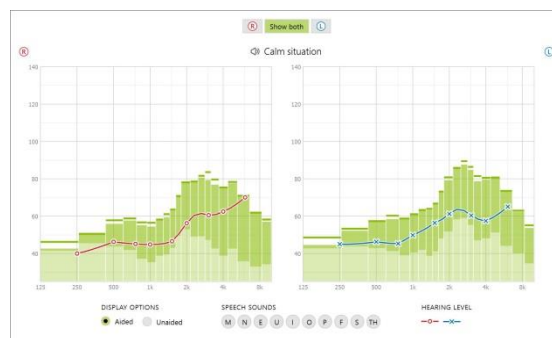 R Show both L
R Calm situation L
140 140
120 120
100 100
80 80
60 60
40 40
125 250 500 1k 2k 4k 8k 125 250 500 1k 2k 4k 8k
DISPLAY OPTIONS SPEECH SOUNDS HEARING LEVEL
Aided Unaided M N E U I O P F S TH